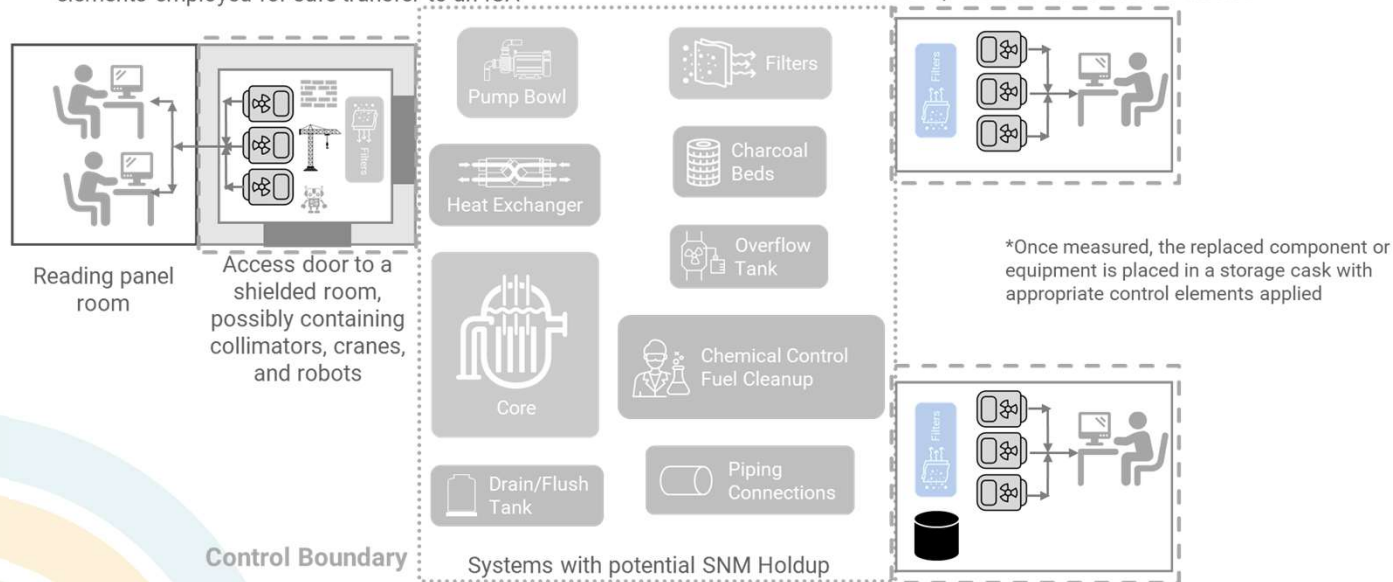 Pump Bowl
Filters
Charcoal
Beds
Heat Exchanger
Overflow
Tank
Core
Chemical Control
Fuel Cleanup
Drain/Flush
Tank
Piping
Connections
Systems with potential SNM Holdup
Control Boundary
Reading panel
room
Filters
Access door to a
shielded room,
possibly containing
collimators, cranes,
and robots
Filters
*Once measured, the replaced component or
equipment is placed in a storage cask with
appropriate control elements applied
Filters